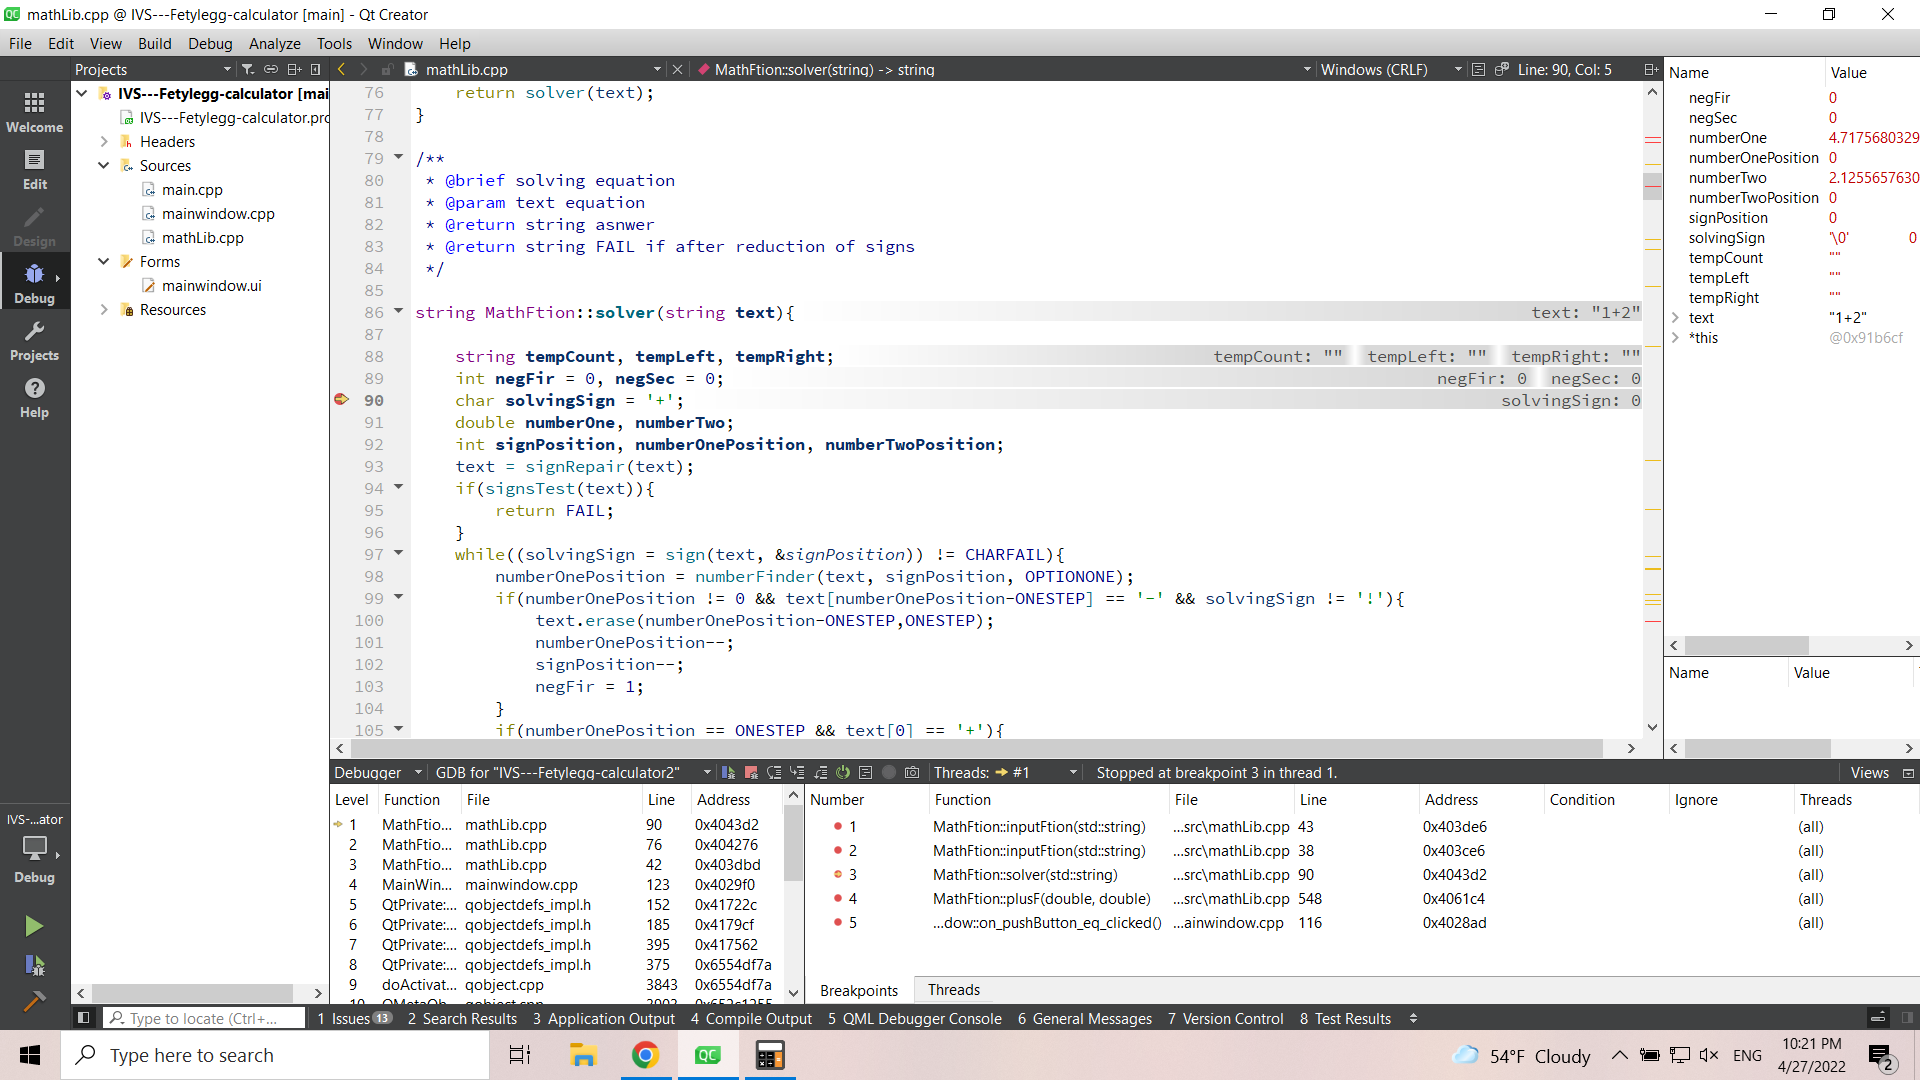 mathLib.cpp @ IVS---Fetylegg-calculator [main] - Qt Creator
File Edit View Build Debug Analyze Tools Window Help
Projects
mathLib.cpp
MathFtion::solver(string) -> string
Windows (CRLF)
Line: 90, Col: 5
Welcome
Edit
Design
Debug
Projects
Help
IVS-...ator
Debug
IVS---Fetylegg-calculator [mai
IVS---Fetylegg-calculator.prc
Headers
Sources
main.cpp
mainwindow.cpp
mathLib.cpp
Forms
mainwindow.ui
Resources
76 return solver(text);
77 }
78
79 /**
80 * @brief solving equation
81 * @param text equation
82 * @return string asnwer
83 * @return string FAIL if after reduction of signs
84 */
85
86 string MathFtion::solver(string text){ text: "1+2"
87
88 string tempCount, tempLeft, tempRight; tempCount: "" tempLeft: "" tempRight: ""
89 int negFir = 0, negSec = 0; negFir: 0 negSec: 0
90 char solvingSign = '+'; solvingSign: 0
91 double numberOne, numberTwo;
92 int signPosition, numberOnePosition, numberTwoPosition;
93 text = signRepair(text);
94 if(signsTest(text)){
95 return FAIL;
96 }
97 while((solvingSign = sign(text, &signPosition)) != CHARFAIL){
98 numberOnePosition = numberFinder(text, signPosition, OPTIONONE);
99 if(numberOnePosition != 0 && text[numberOnePosition-ONESTEP] == '-' && solvingSign != '!'){
100 text.erase(numberOnePosition-ONESTEP,ONESTEP);
101 numberOnePosition--;
102 signPosition--;
103 negFir = 1;
104 }
105 if(numberOnePosition == ONESTEP && text[0] == '+'){
Name Value
negFir 0
negSec 0
numberOne 4.7175680329
numberOnePosition 0
numberTwo 2.1255657630
numberTwoPosition 0
signPosition 0
solvingSign '\0' 0
tempCount ""
tempLeft ""
tempRight ""
text "1+2"
*this @0x91b6cf
Name Value
Debugger GDB for "IVS---Fetylegg-calculator2" Threads: #1 Stopped at breakpoint 3 in thread 1. Views
Level Function File Line Address
1 MathFtio... mathLib.cpp 90 0x4043d2
2 MathFtio... mathLib.cpp 76 0x404276
3 MathFtio... mathLib.cpp 42 0x403dbd
4 MainWin... mainwindow.cpp 123 0x4029f0
5 QtPrivate:... qobjectdefs_impl.h 152 0x41722c
6 QtPrivate:... qobjectdefs_impl.h 185 0x4179cf
7 QtPrivate:... qobjectdefs_impl.h 395 0x417562
8 QtPrivate:... qobjectdefs_impl.h 375 0x6554df7a
9 doActivat... qobject.cpp 3843 0x6554df7a
Number Function File Line Address Condition Ignore Threads
1 MathFtion::inputFtion(std::string) ...src\mathLib.cpp 43 0x403de6 (all)
2 MathFtion::inputFtion(std::string) ...src\mathLib.cpp 38 0x403ce6 (all)
3 MathFtion::solver(std::string) ...src\mathLib.cpp 90 0x4043d2 (all)
4 MathFtion::plusF(double, double) ...src\mathLib.cpp 548 0x4061c4 (all)
5 ...dow::on_pushButton_eq_clicked() ...ainwindow.cpp 116 0x4028ad (all)
Breakpoints Threads
Type to locate (Ctrl+...
1 Issues 13 2 Search Results 3 Application Output 4 Compile Output 5 QML Debugger Console 6 General Messages 7 Version Control 8 Test Results
Type here to search
54°F Cloudy
ENG
10:21 PM
4/27/2022
2